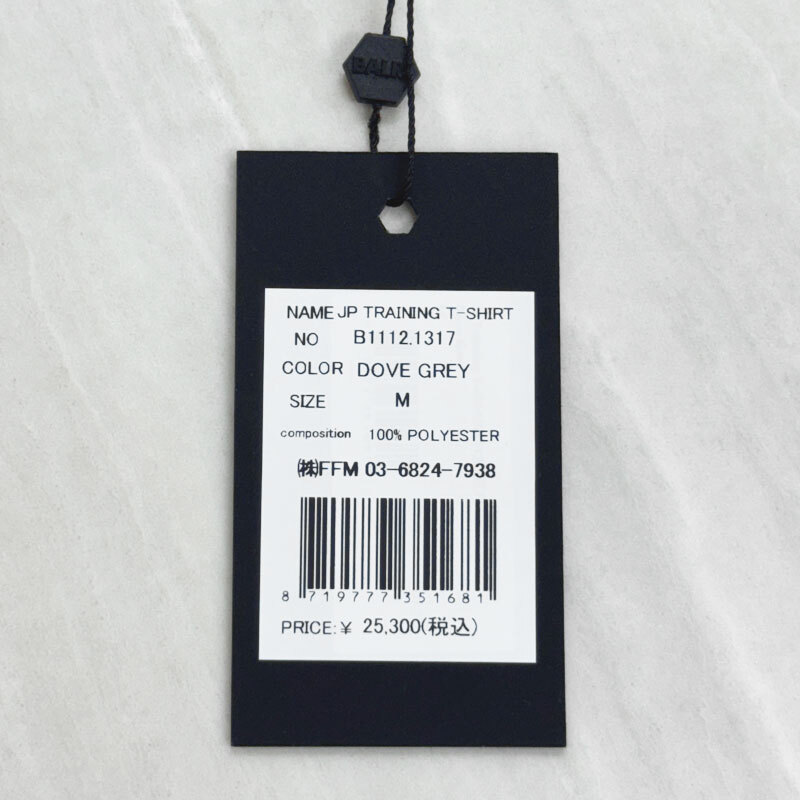 NAME JP TRAINING T-SHIRT
NO B1112.1317
COLOR DOVE GREY
SIZE M
composition 100% POLYESTER
㈱FFM 03-6824-7938
8 719777 351681
PRICE:¥ 25,300(税込)